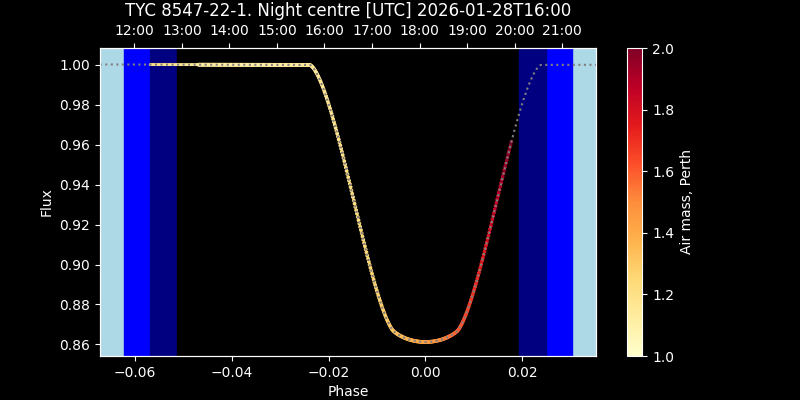 TYC 8547-22-1. Night centre [UTC] 2026-01-28T16:00
12:00 13:00 14:00 15:00 16:00 17:00 18:00 19:00 20:00 21:00
1.00
0.98
0.96
0.94
0.92
0.90
0.88
0.86
Flux
−0.06 −0.04 −0.02 0.00 0.02
Phase
2.0
1.8
1.6
1.4
1.2
1.0
Air mass, Perth